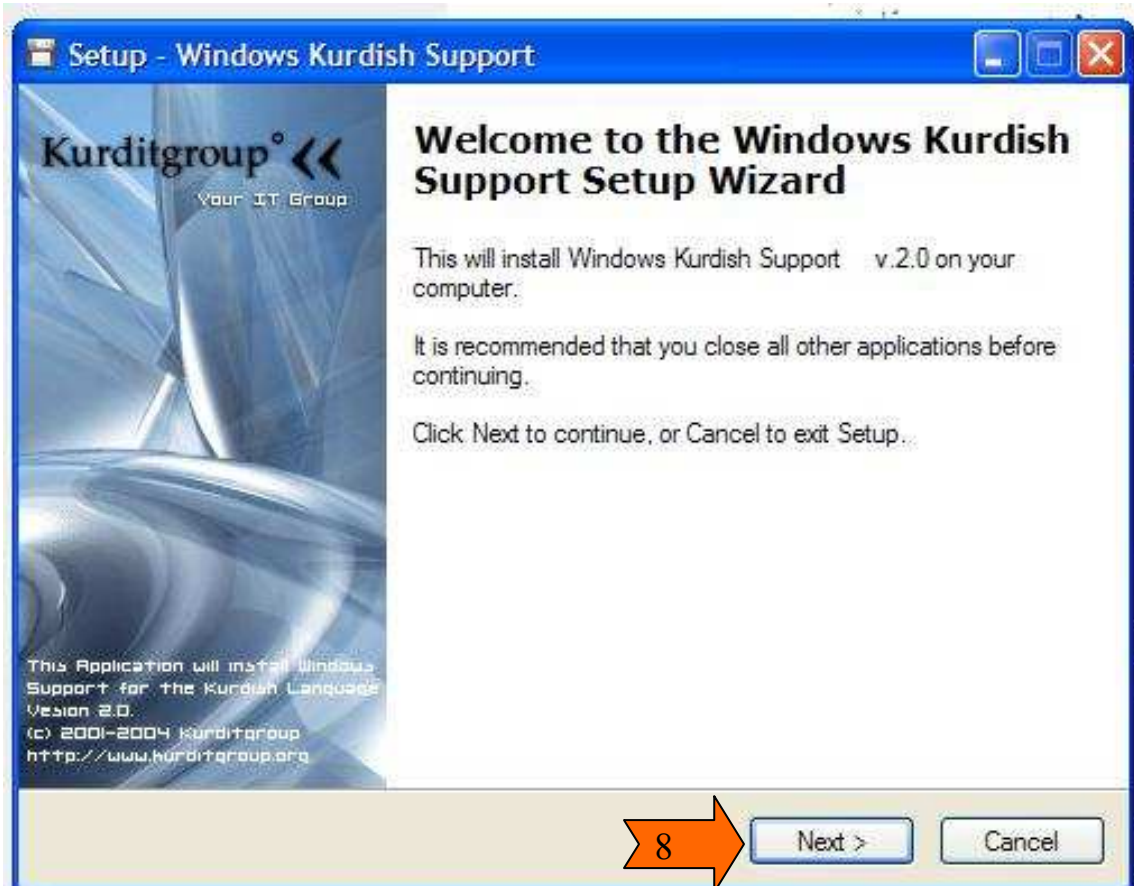 Setup - Windows Kurdish Support
Kurditgroup°
Your IT Group
Welcome to the Windows Kurdish
Support Setup Wizard
This will install Windows Kurdish Support v.2.0 on your
computer.
It is recommended that you close all other applications before
continuing.
Click Next to continue, or Cancel to exit Setup.
This Application will install Windows
Support for the Kurdish Language
Vesion 2.0.
(c) 2001-2004 Kurditgroup
http://www.kurditgroup.org
8
Next >
Cancel